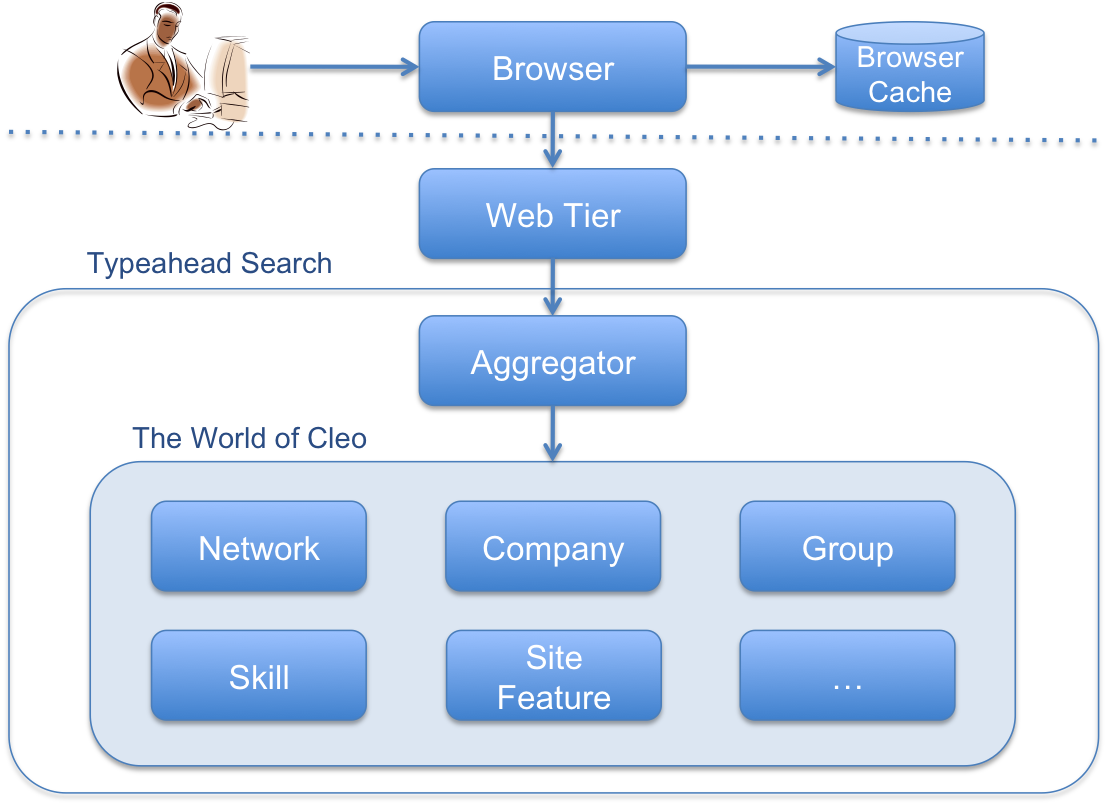 Browser
Browser
Cache
Web Tier
Typeahead Search
Aggregator
The World of Cleo
Network
Company
Group
Skill
Site
Feature
…